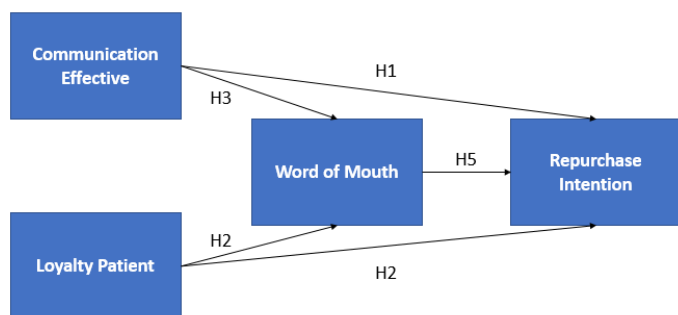 Communication
Effective
H1
H3
Word of Mouth
H5
Repurchase
Intention
Loyalty Patient
H2
H2